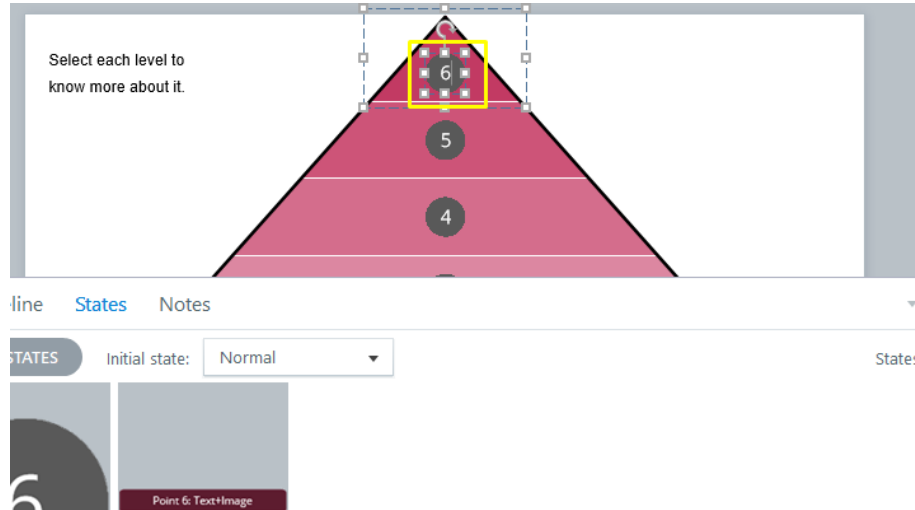 Select each level to
know more about it.
6
5
4
line States Notes
STATES Initial state: Normal States
6
Point 6: Text+Image